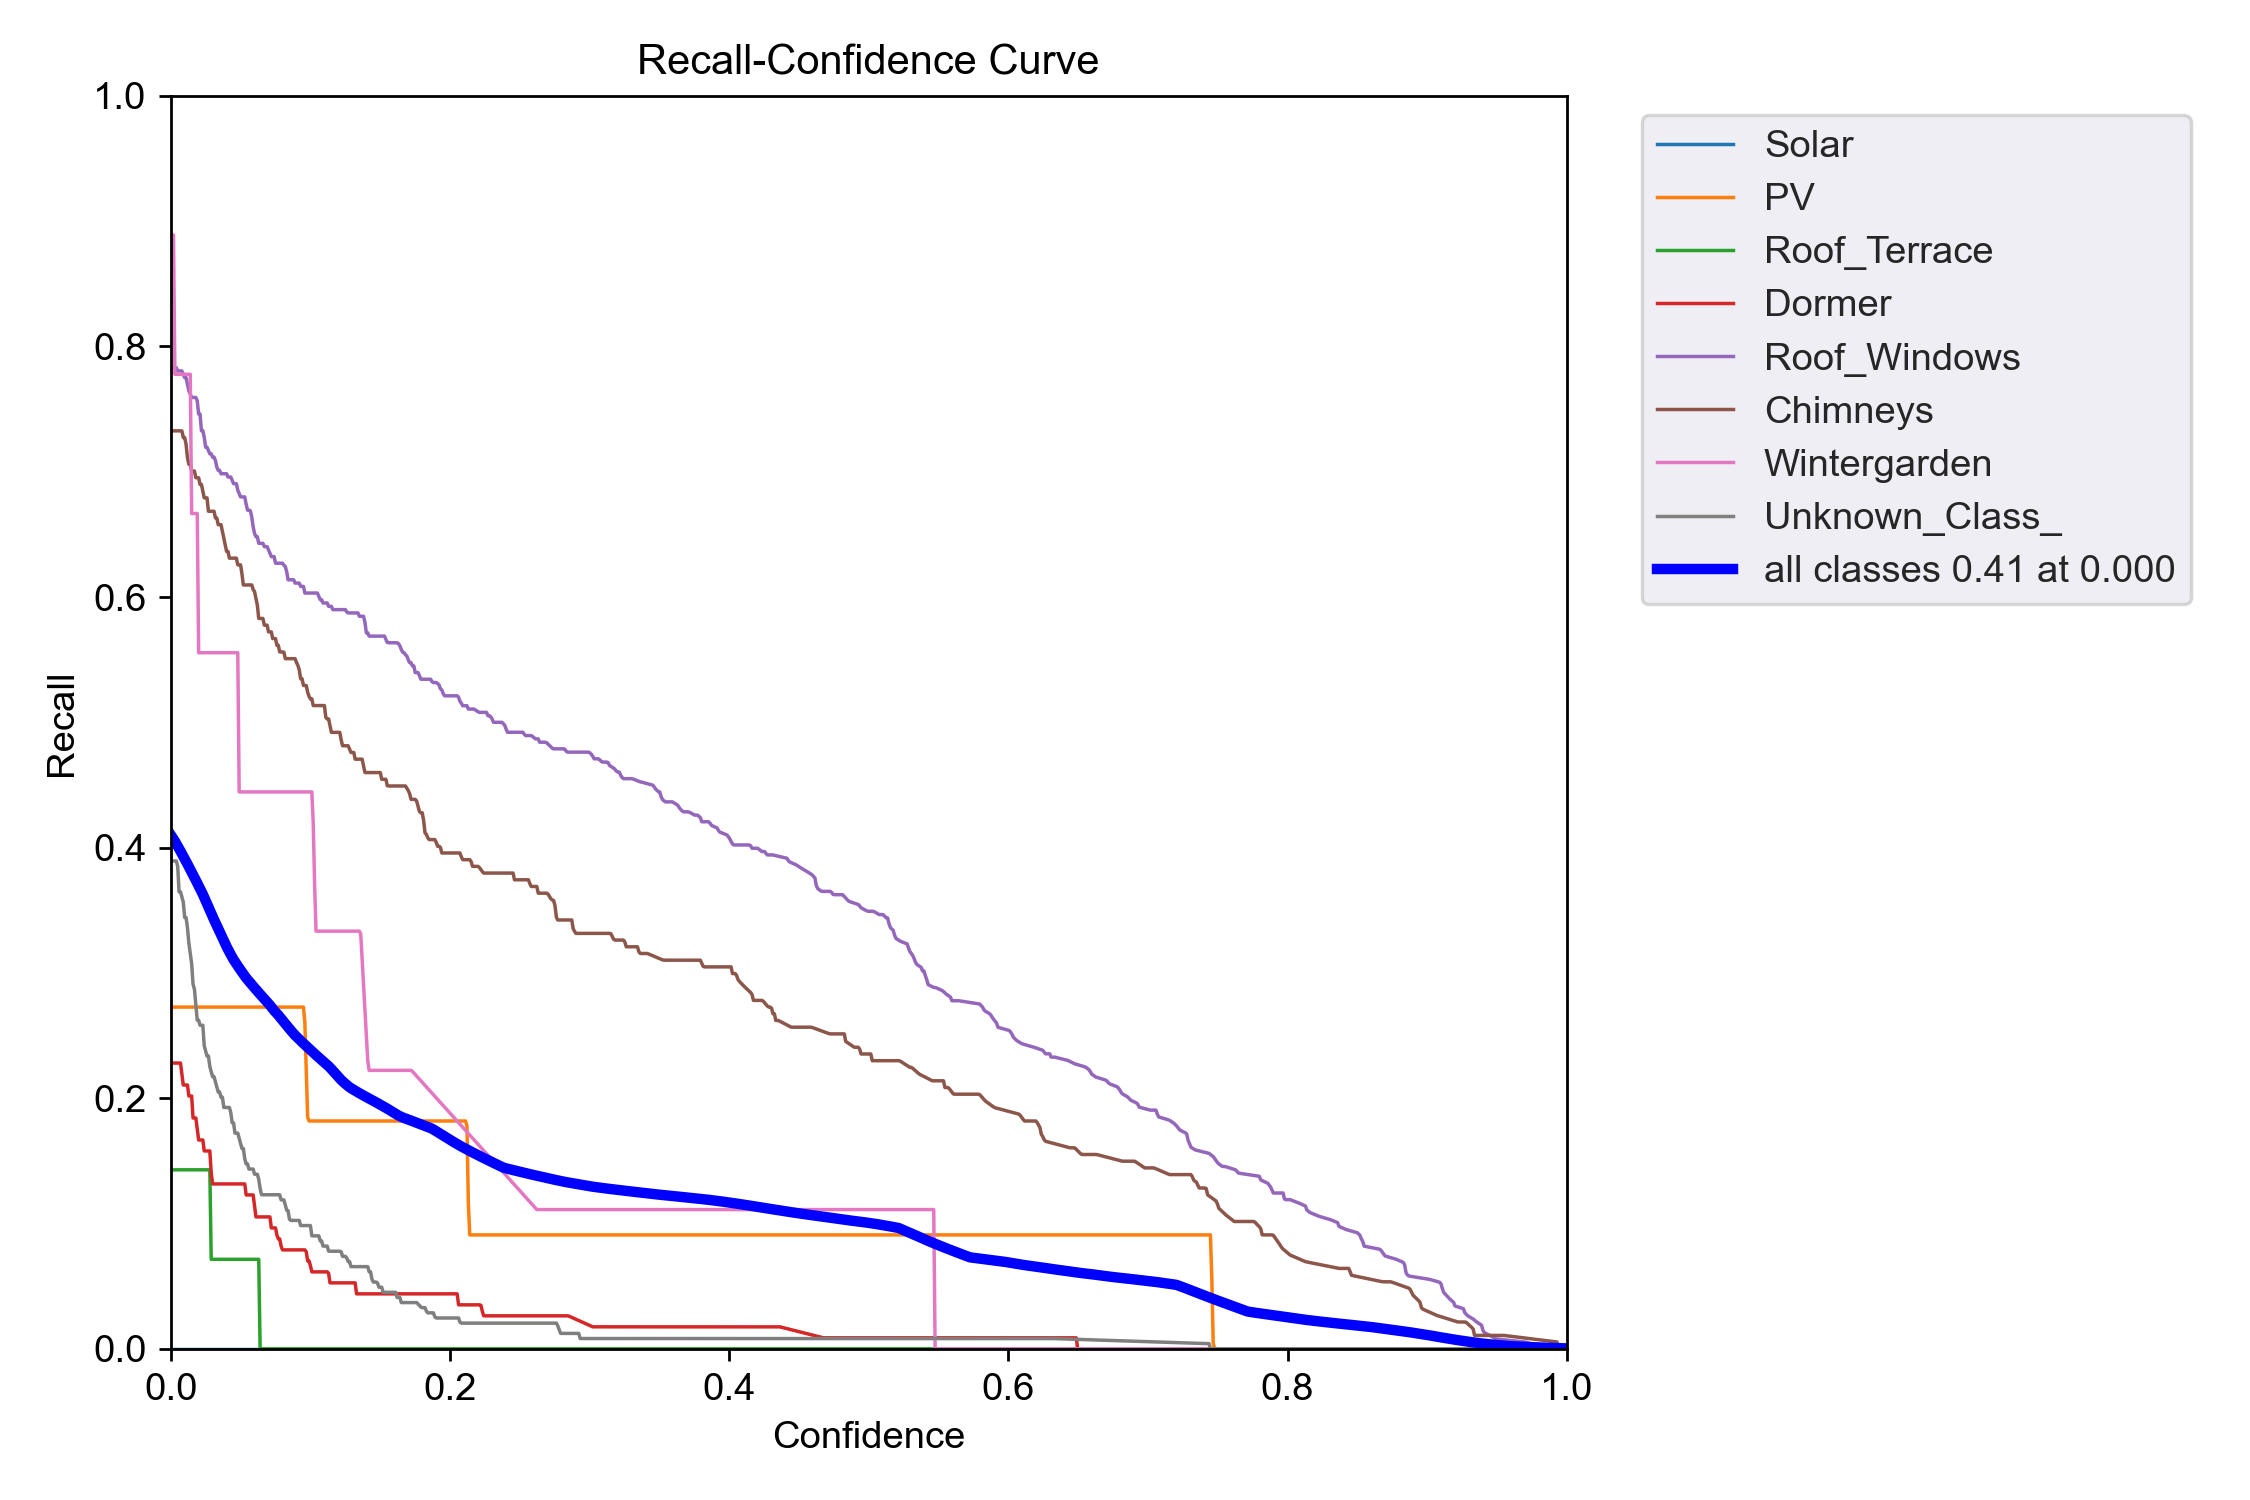 Recall-Confidence Curve
1.0
0.8
0.6
0.4
0.2
0.0
Recall
0.0 0.2 0.4 0.6 0.8 1.0
Confidence
Solar
PV
Roof_Terrace
Dormer
Roof_Windows
Chimneys
Wintergarden
Unknown_Class_
all classes 0.41 at 0.000